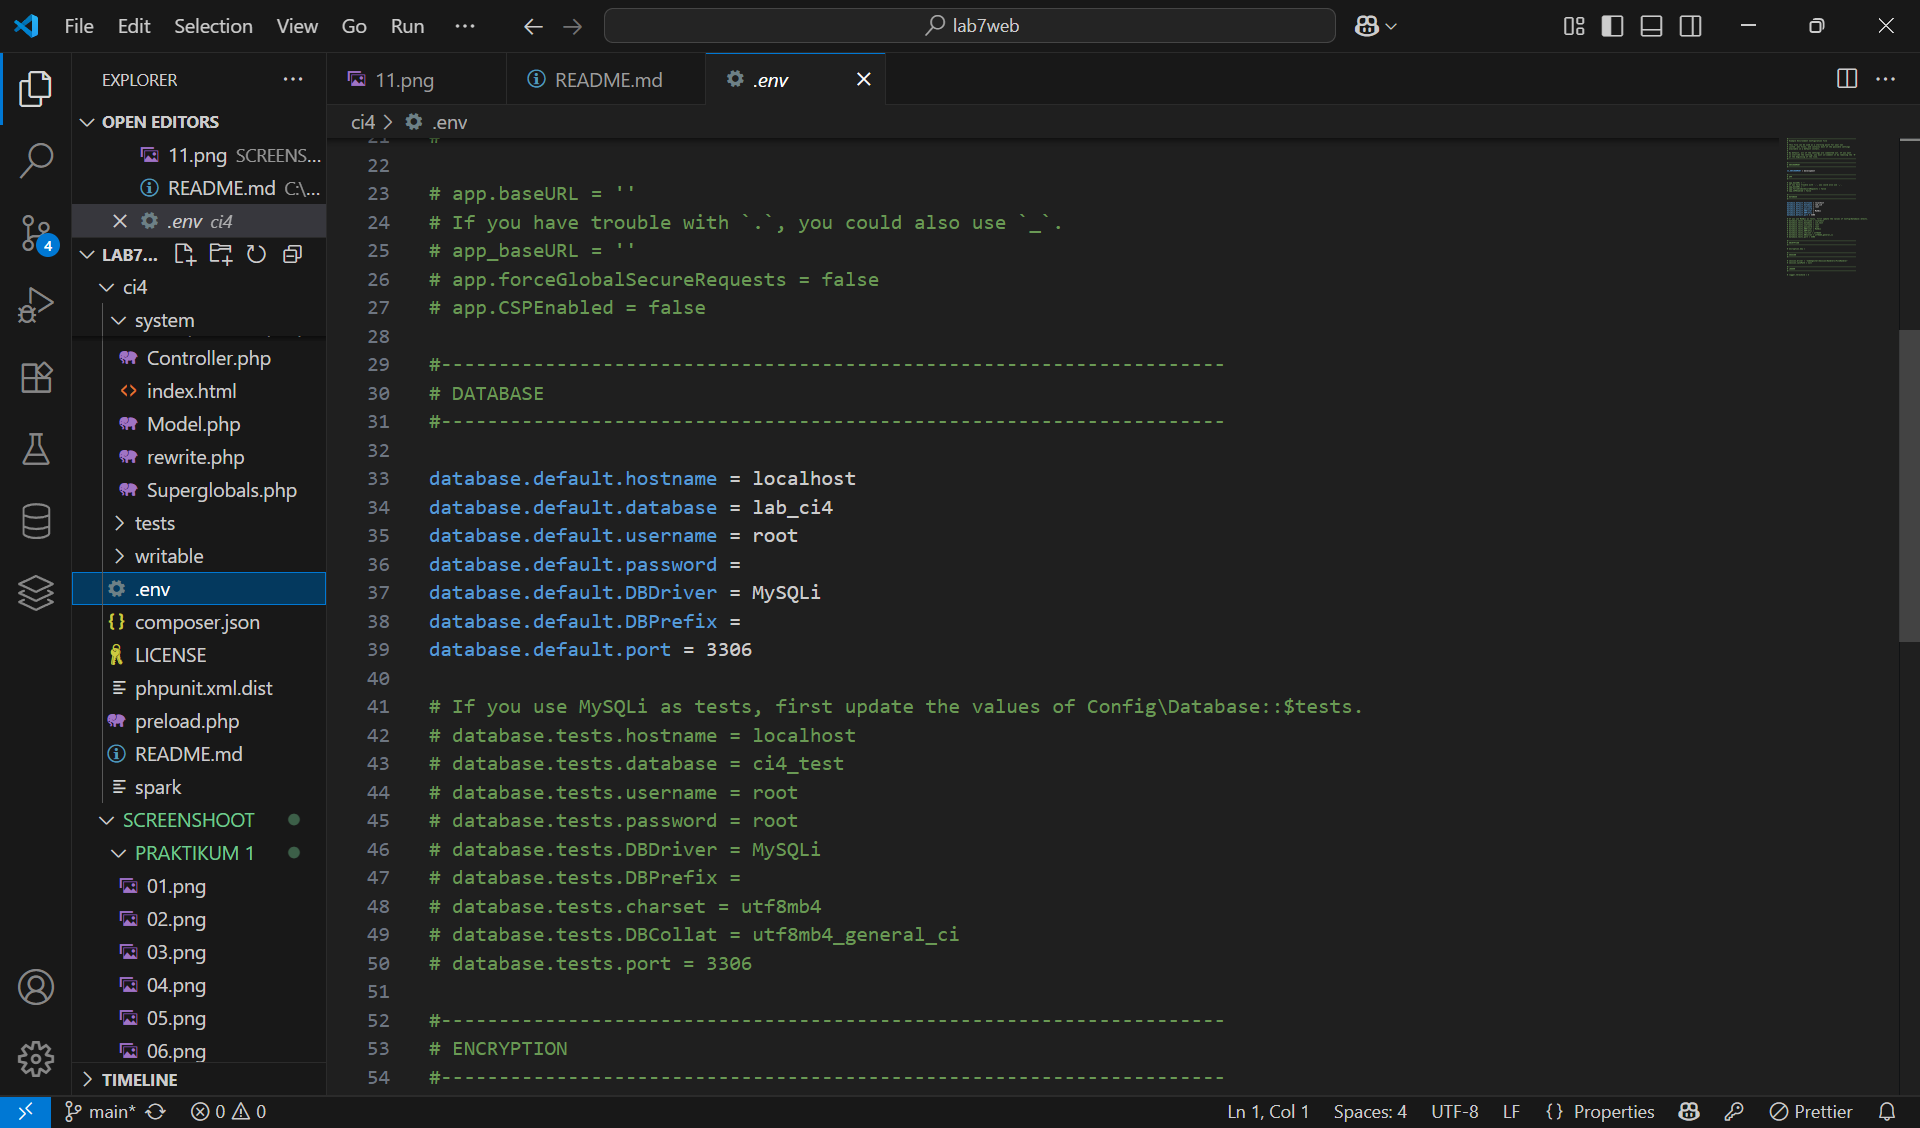 File Edit Selection View Go Run ··· lab7web
EXPLORER
OPEN EDITORS
11.png SCREENS...
README.md C:\...
.env ci4
LAB7...
ci4
system
Controller.php
index.html
Model.php
rewrite.php
Superglobals.php
tests
writable
.env
composer.json
LICENSE
phpunit.xml.dist
preload.php
README.md
spark
SCREENSHOOT
PRAKTIKUM 1
01.png
02.png
03.png
04.png
05.png
06.png
TIMELINE
11.png README.md .env
ci4 > .env
21 #
22
23 # app.baseURL = ''
24 # If you have trouble with `.`, you could also use `_`.
25 # app_baseURL = ''
26 # app.forceGlobalSecureRequests = false
27 # app.CSPEnabled = false
28
29 #--------------------------------------------------------------------
30 # DATABASE
31 #--------------------------------------------------------------------
32
33 database.default.hostname = localhost
34 database.default.database = lab_ci4
35 database.default.username = root
36 database.default.password =
37 database.default.DBDriver = MySQLi
38 database.default.DBPrefix =
39 database.default.port = 3306
40
41 # If you use MySQLi as tests, first update the values of Config\Database::$tests.
42 # database.tests.hostname = localhost
43 # database.tests.database = ci4_test
44 # database.tests.username = root
45 # database.tests.password = root
46 # database.tests.DBDriver = MySQLi
47 # database.tests.DBPrefix =
48 # database.tests.charset = utf8mb4
49 # database.tests.DBCollat = utf8mb4_general_ci
50 # database.tests.port = 3306
51
52 #--------------------------------------------------------------------
53 # ENCRYPTION
54 #--------------------------------------------------------------------
4
main* 0 0 Ln 1, Col 1 Spaces: 4 UTF-8 LF {} Properties Prettier